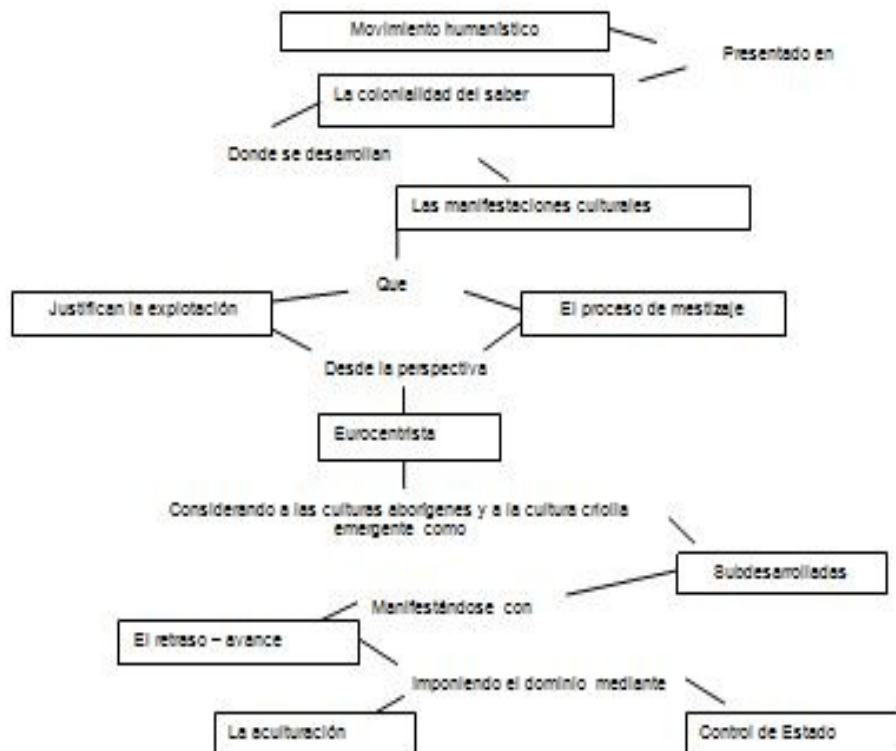 Movimiento humanístico
Presentado en
La colonialidad del saber
Donde se desarrollan
Las manifestaciones culturales
Que
Justifican la explotación
El proceso de mestizaje
Desde la perspectiva
Eurocentrista
Considerando a las culturas aborígenes y a la cultura criolla
emergente como
Subdesarrolladas
Manifestándose con
El retraso – avance
Imponiendo el dominio mediante
La aculturación
Control de Estado